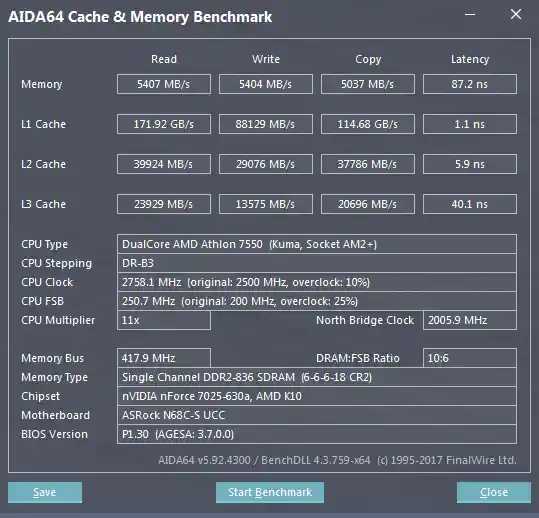 AIDA64 Cache & Memory Benchmark
Read Write Copy Latency
Memory 5407 MB/s 5404 MB/s 5037 MB/s 87.2 ns
L1 Cache 171.92 GB/s 88129 MB/s 114.68 GB/s 1.1 ns
L2 Cache 39924 MB/s 29076 MB/s 37786 MB/s 5.9 ns
L3 Cache 23929 MB/s 13575 MB/s 20696 MB/s 40.1 ns
CPU Type DualCore AMD Athlon 7550 (Kuma, Socket AM2+)
CPU Stepping DR-B3
CPU Clock 2758.1 MHz (original: 2500 MHz, overclock: 10%)
CPU FSB 250.7 MHz (original: 200 MHz, overclock: 25%)
CPU Multiplier 11x North Bridge Clock 2005.9 MHz
Memory Bus 417.9 MHz DRAM:FSB Ratio 10:6
Memory Type Single Channel DDR2-836 SDRAM (6-6-6-18 CR2)
Chipset nVIDIA nForce 7025-630a, AMD K10
Motherboard ASRock N68C-S UCC
BIOS Version P1.30 (AGESA: 3.7.0.0)
AIDA64 v5.92.4300 / BenchDLL 4.3.759-x64 (c) 1995-2017 FinalWire Ltd.
Save Start Benchmark Close